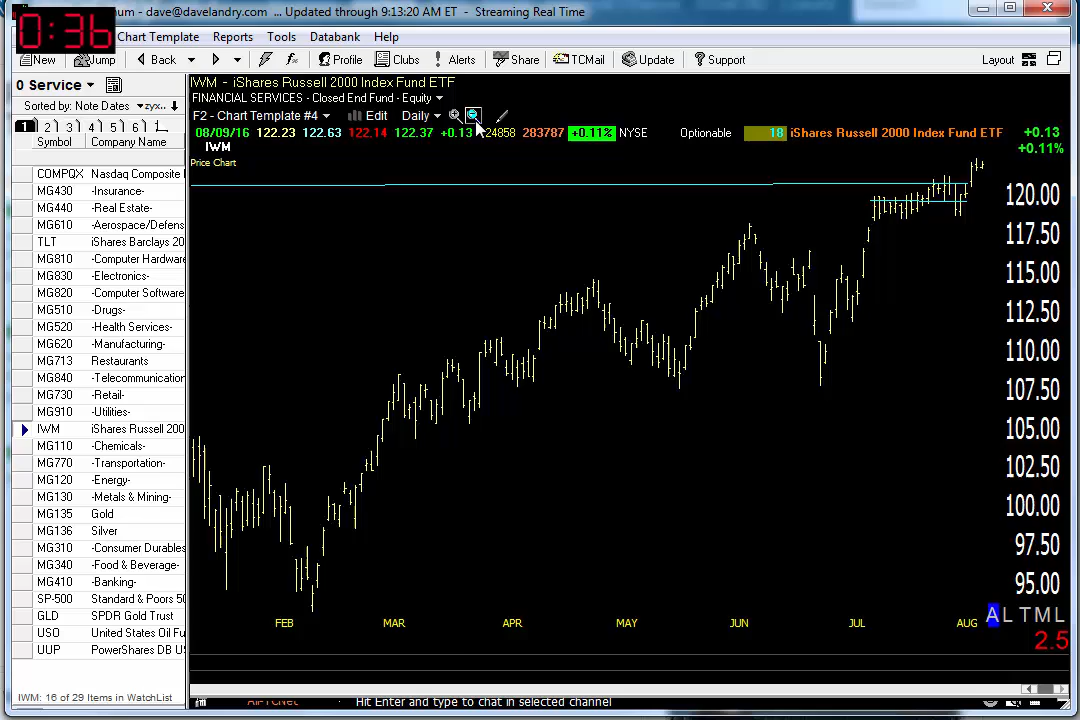 num - dave@davelandry.com ... Updated through 9:13:20 AM ET - Streaming Real Time
0:36
Chart Template Reports Tools Databank Help
New Jump Back Profile Clubs Alerts Share TCMail Update Support Layout
0 Service
Sorted by: Note Dates zyx..
1 2 3 4 5 6
Symbol Company Name
COMPQX Nasdaq Composite I
MG430 -Insurance-
MG440 -Real Estate-
MG610 -Aerospace/Defens
TLT iShares Barclays 20
MG810 -Computer Hardware
MG830 -Electronics-
MG820 -Computer Software
MG510 -Drugs-
MG520 -Health Services-
MG620 -Manufacturing-
MG713 Restaurants
MG840 -Telecommunication
MG730 -Retail-
MG910 -Utilities-
IWM iShares Russell 200
MG110 -Chemicals-
MG770 -Transportation-
MG120 -Energy-
MG130 -Metals & Mining-
MG135 Gold
MG136 Silver
MG310 -Consumer Durables
MG340 -Food & Beverage-
MG410 -Banking-
SP-500 Standard & Poors 50
GLD SPDR Gold Trust
USO United States Oil Fu
UUP PowerShares DB US
IWM: 16 of 29 Items in WatchList
IWM - iShares Russell 2000 Index Fund ETF
FINANCIAL SERVICES - Closed End Fund - Equity
F2 - Chart Template #4 Edit Daily
08/09/16 122.23 122.63 122.14 122.37 +0.13 24858 283787 +0.11% NYSE Optionable 18 iShares Russell 2000 Index Fund ETF +0.13
+0.11%
IWM
Price Chart
120.00
117.50
115.00
112.50
110.00
107.50
105.00
102.50
100.00
97.50
95.00
FEB MAR APR MAY JUN JUL AUG
A L T M L
2.5
Hit Enter and type to chat in selected channel